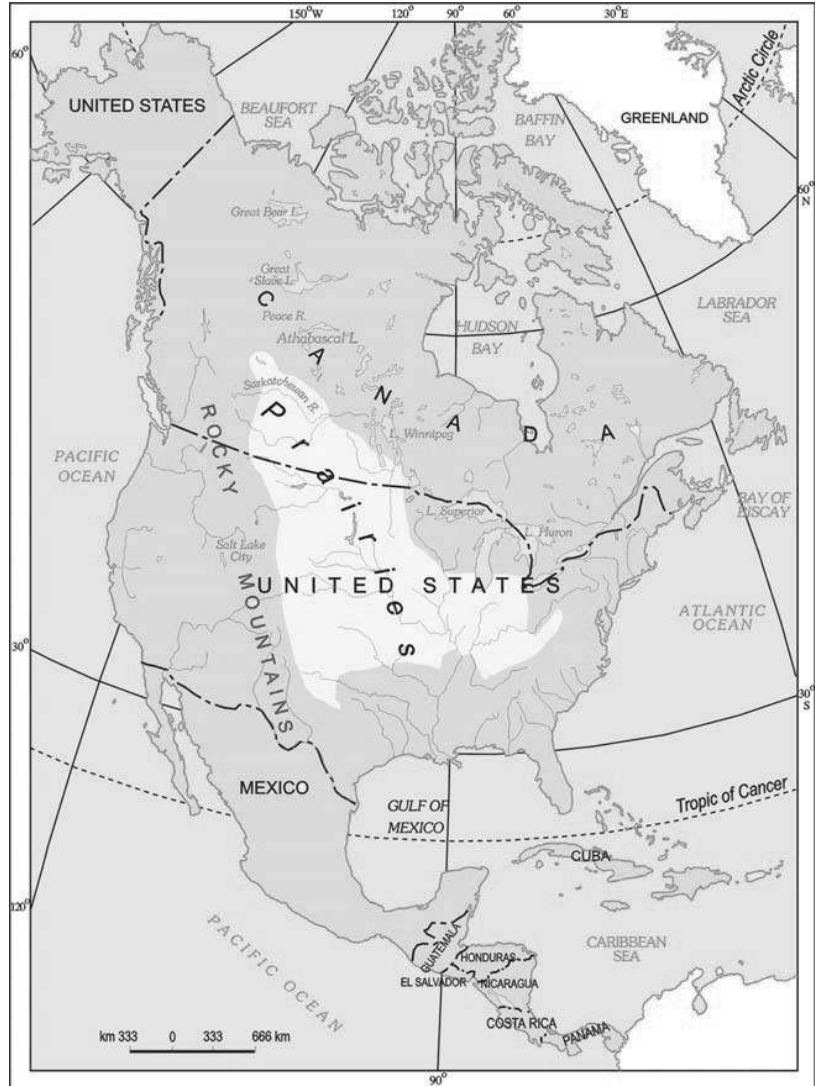 150°W 120° 90° 60° 30°E
60°
Arctic Circle
UNITED STATES
BEAUFORT
SEA
BAFFIN
BAY
GREENLAND
60°
N
Great Bear L.
Great
Slave L.
Peace R.
Athabascal L.
CANADA
HUDSON
BAY
LABRADOR
SEA
Saskatchewan R.
Prairies
L. Winnipeg
ROCKY MOUNTAINS
PACIFIC
OCEAN
L. Superior
L. Huron
BAY OF
BISCAY
Salt Lake
City
UNITED STATES
ATLANTIC
OCEAN
30°
30°
S
MEXICO
GULF OF
MEXICO
Tropic of Cancer
CUBA
120°
PACIFIC OCEAN
GUATEMALA
HONDURAS
EL SALVADOR
NICARAGUA
CARIBBEAN
SEA
COSTA RICA
PANAMA
km 333 0 333 666 km
90°